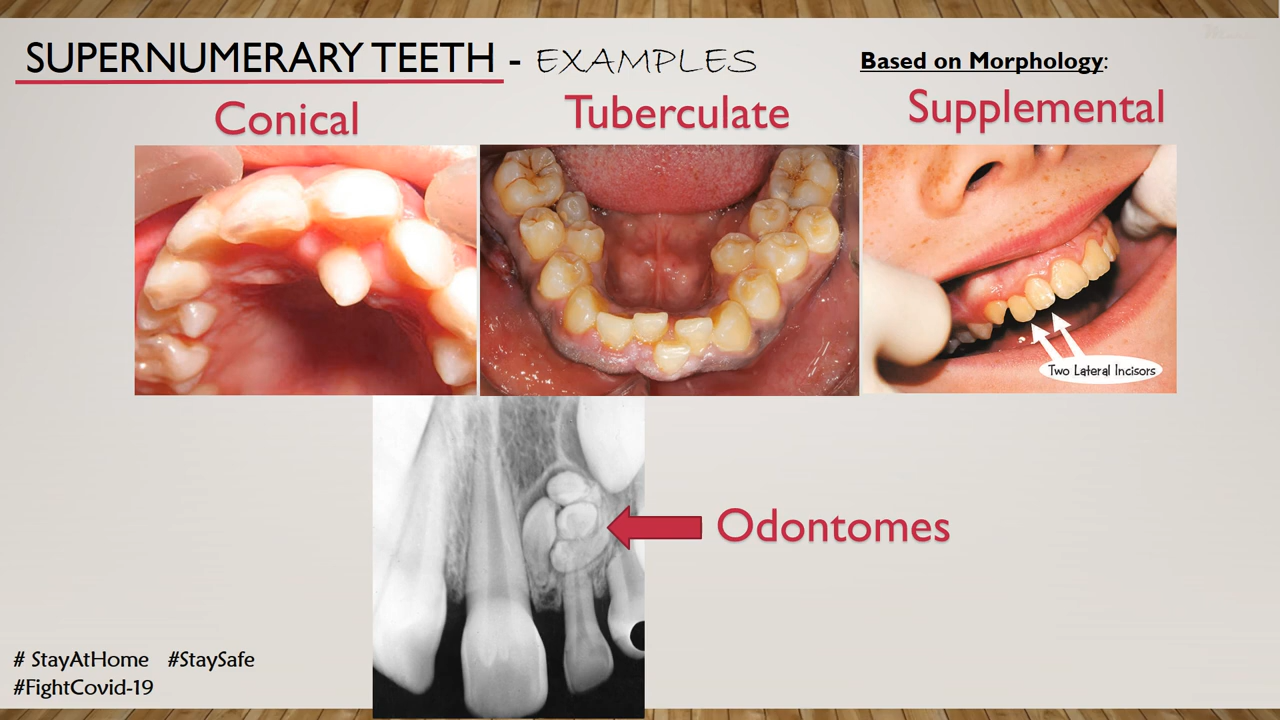 SUPERNUMERARY TEETH - EXAMPLES
Based on Morphology:
Conical
Tuberculate
Supplemental
Two Lateral Incisors
Odontomes
# StayAtHome #StaySafe
#FightCovid-19